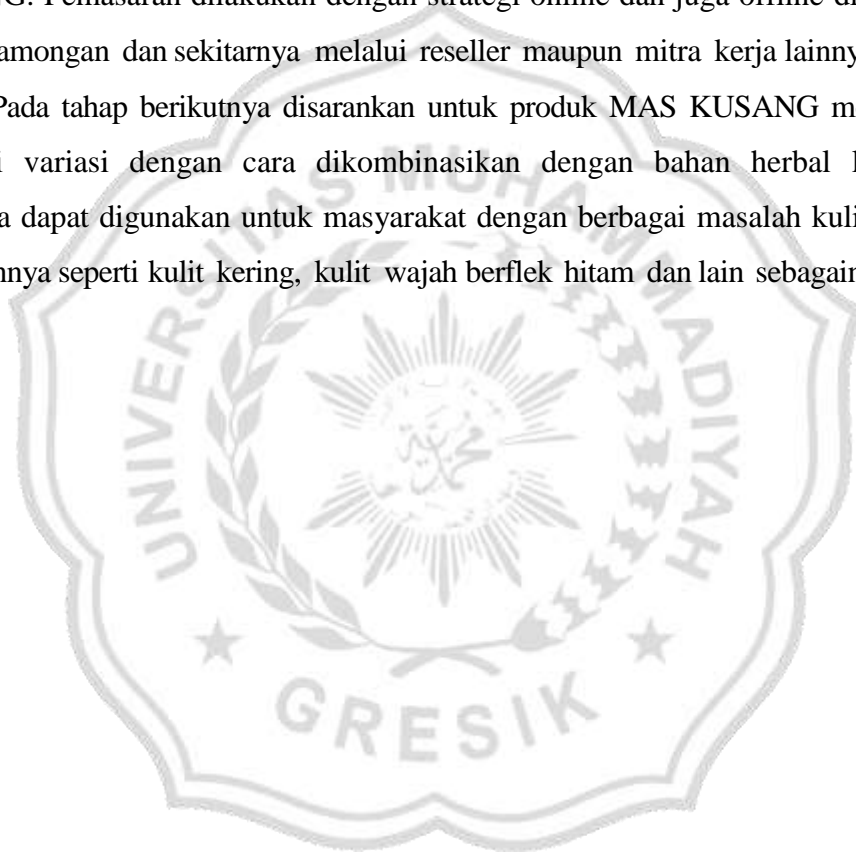 NG. Pemasaran dilakukan dengan strategi online dan juga offline di
amongan dan sekitarnya melalui reseller maupun mitra kerja lainny
Pada tahap berikutnya disarankan untuk produk MAS KUSANG m
i variasi dengan cara dikombinasikan dengan bahan herbal l
a dapat digunakan untuk masyarakat dengan berbagai masalah kuli
nnya seperti kulit kering, kulit wajah berflek hitam dan lain sebagain
UNIVERSITAS MUHAMMADIYAH
GRESIK